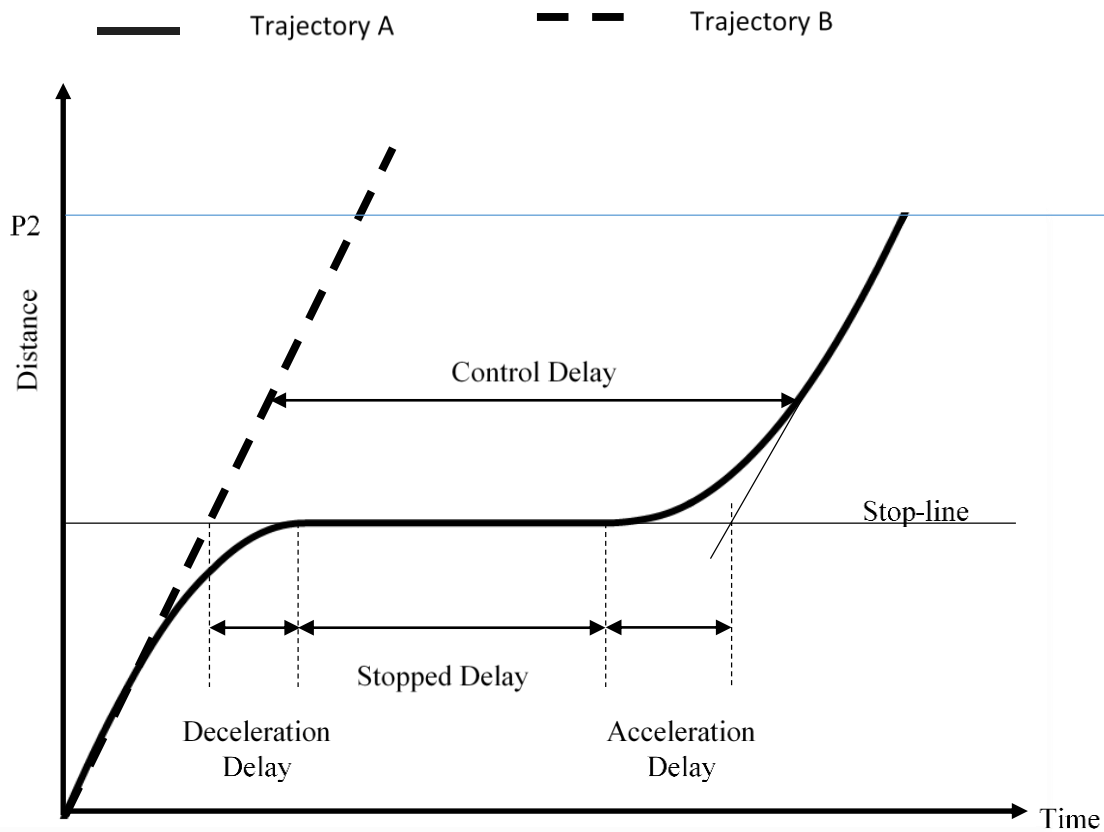 Trajectory A
Trajectory B
P2
Distance
Control Delay
Stop-line
Stopped Delay
Deceleration
Delay
Acceleration
Delay
Time